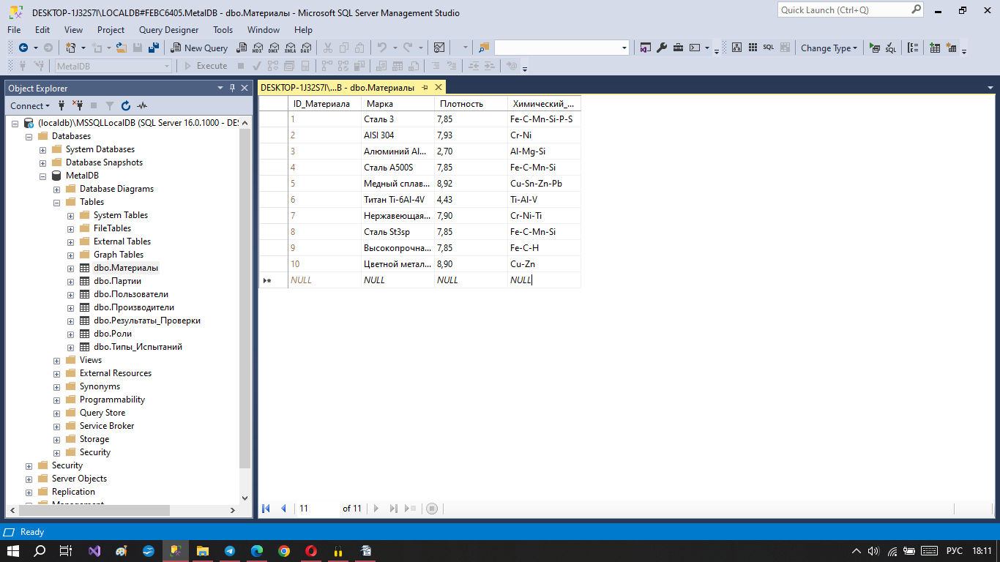 DESKTOP-1J32S7I\LOCALDB#FEBC6405.MetalDB - dbo.Материалы - Microsoft SQL Server Management Studio
Quick Launch (Ctrl+Q)
File Edit View Project Query Designer Tools Window Help
New Query MDX DMX XMLA DAX SQL Change Type SQL
MetalDB Execute
Object Explorer
Connect
(localdb)\MSSQLLocalDB (SQL Server 16.0.1000 - DES
Databases
System Databases
Database Snapshots
MetalDB
Database Diagrams
Tables
System Tables
FileTables
External Tables
Graph Tables
dbo.Материалы
dbo.Партии
dbo.Пользователи
dbo.Производители
dbo.Результаты_Проверки
dbo.Роли
dbo.Типы_Испытаний
Views
External Resources
Synonyms
Programmability
Query Store
Service Broker
Storage
Security
Security
Server Objects
Replication
Management
DESKTOP-1J32S7I\...B - dbo.Материалы
ID_Материала Марка Плотность Химический_...
1 Сталь 3 7,85 Fe-C-Mn-Si-P-S
2 AISI 304 7,93 Cr-Ni
3 Алюминий Al... 2,70 Al-Mg-Si
4 Сталь A500S 7,85 Fe-C-Mn-Si
5 Медный сплав... 8,92 Cu-Sn-Zn-Pb
6 Титан Ti-6Al-4V 4,43 Ti-Al-V
7 Нержавеющая... 7,90 Cr-Ni-Ti
8 Сталь St3sp 7,85 Fe-C-Mn-Si
9 Высокопрочна... 7,85 Fe-C-H
10 Цветной метал... 8,90 Cu-Zn
NULL NULL NULL NULL
11 of 11
Ready
РУС 18:11